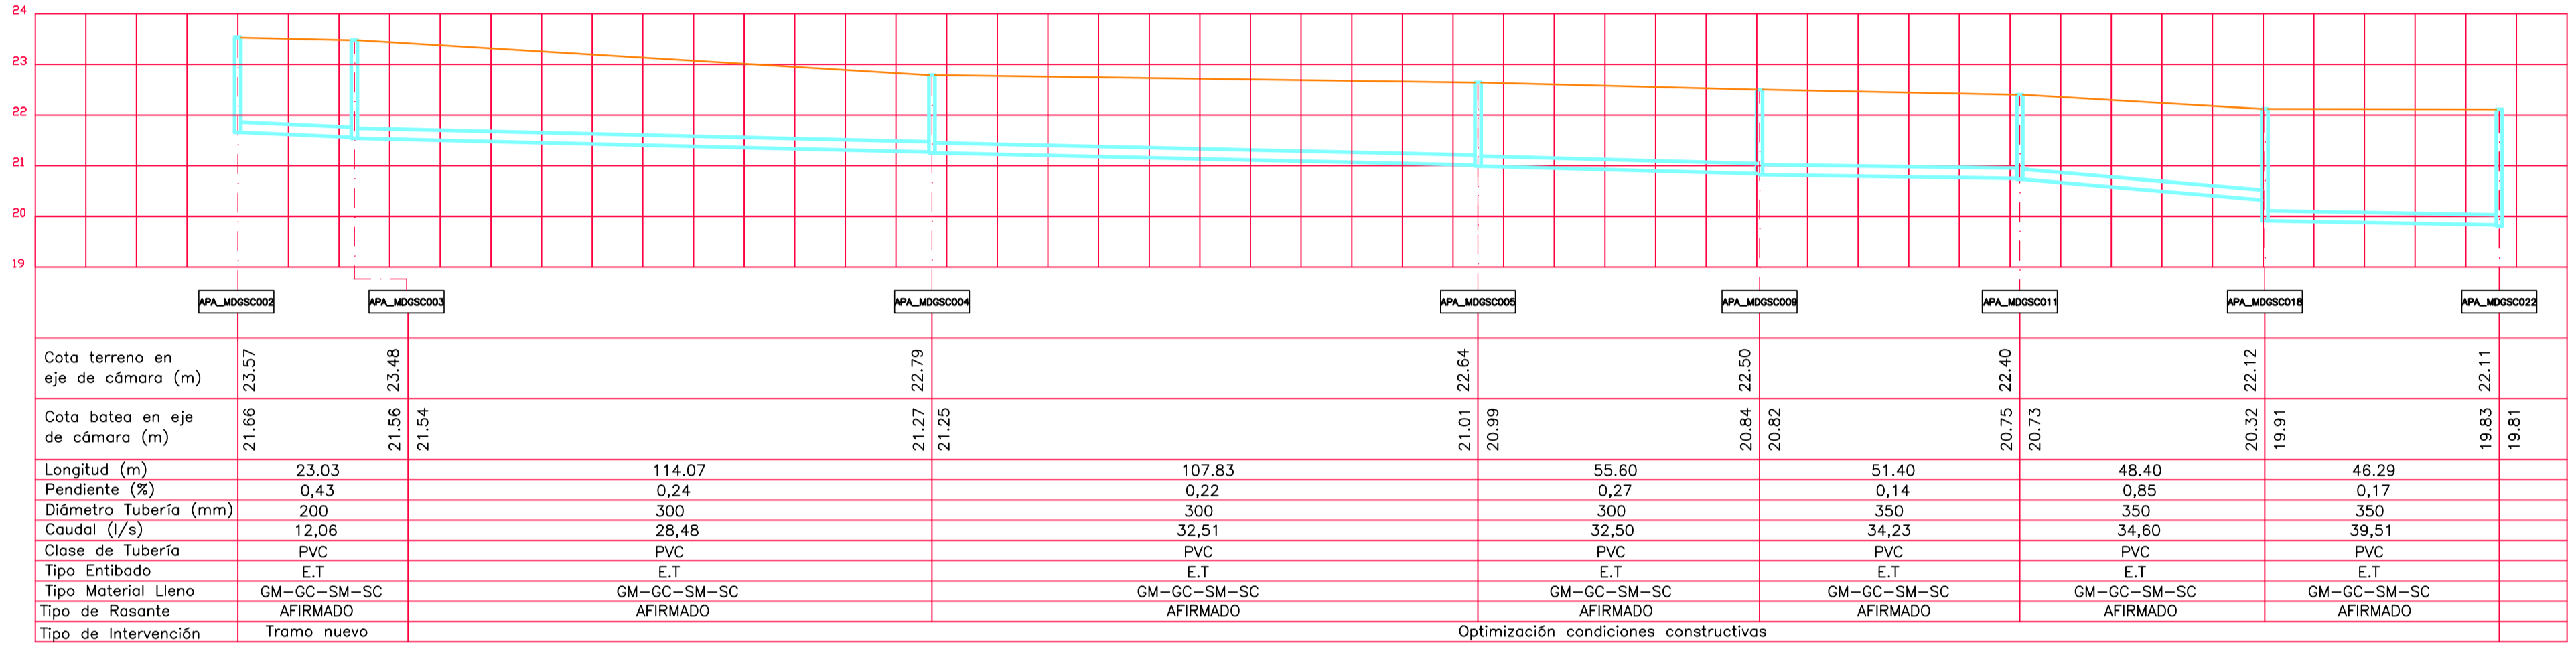 24
23
22
21
20
19
APA_MDGSC002 APA_MDGSC003 APA_MDGSC004 APA_MDGSC005 APA_MDGSC009 APA_MDGSC011 APA_MDGSC018 APA_MDGSC022
Cota terreno en
eje de cámara (m)
23.57 23.48 22.79 22.64 22.50 22.40 22.12 22.11
Cota batea en eje
de cámara (m)
21.66 21.56 21.54 21.27 21.25 21.01 20.99 20.84 20.82 20.75 20.73 20.32 19.91 19.83 19.81
Longitud (m) 23.03 114.07 107.83 55.60 51.40 48.40 46.29
Pendiente (%) 0,43 0,24 0,22 0,27 0,14 0,85 0,17
Diámetro Tubería (mm) 200 300 300 300 350 350 350
Caudal (l/s) 12,06 28,48 32,51 32,50 34,23 34,60 39,51
Clase de Tubería PVC PVC PVC PVC PVC PVC PVC
Tipo Entibado E.T E.T E.T E.T E.T E.T E.T
Tipo Material Lleno GM-GC-SM-SC GM-GC-SM-SC GM-GC-SM-SC GM-GC-SM-SC GM-GC-SM-SC GM-GC-SM-SC GM-GC-SM-SC
Tipo de Rasante AFIRMADO AFIRMADO AFIRMADO AFIRMADO AFIRMADO AFIRMADO AFIRMADO
Tipo de Intervención Tramo nuevo Optimización condiciones constructivas